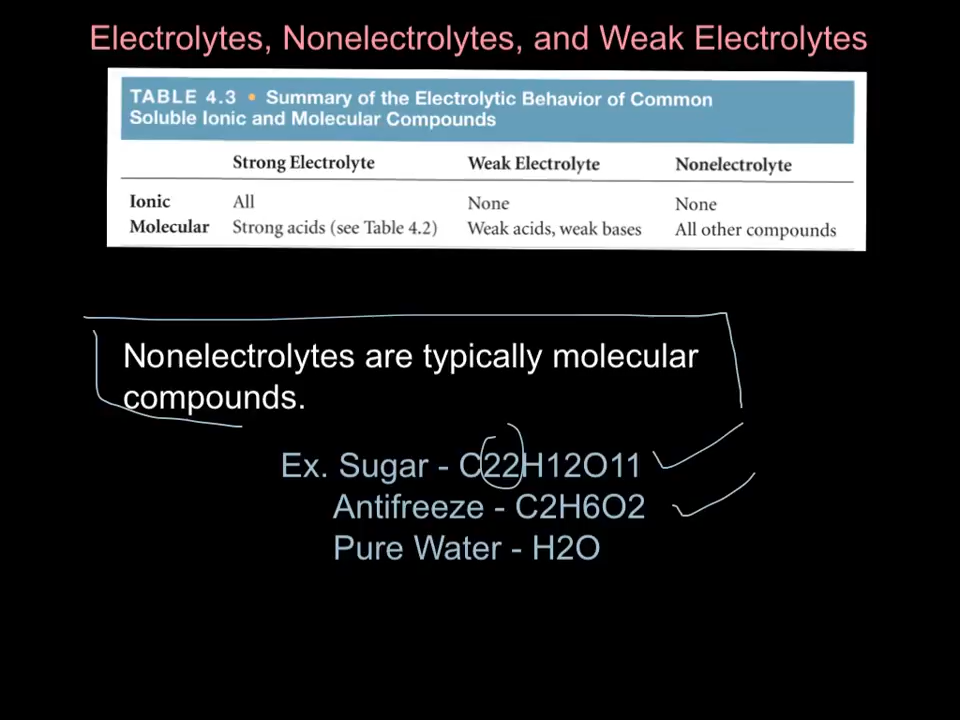 Electrolytes, Nonelectrolytes, and Weak Electrolytes
TABLE 4.3 • Summary of the Electrolytic Behavior of Common
Soluble Ionic and Molecular Compounds
Strong Electrolyte Weak Electrolyte Nonelectrolyte
Ionic All None None
Molecular Strong acids (see Table 4.2) Weak acids, weak bases All other compounds
Nonelectrolytes are typically molecular
compounds.
Ex. Sugar - C22H12O11
Antifreeze - C2H6O2
Pure Water - H2O